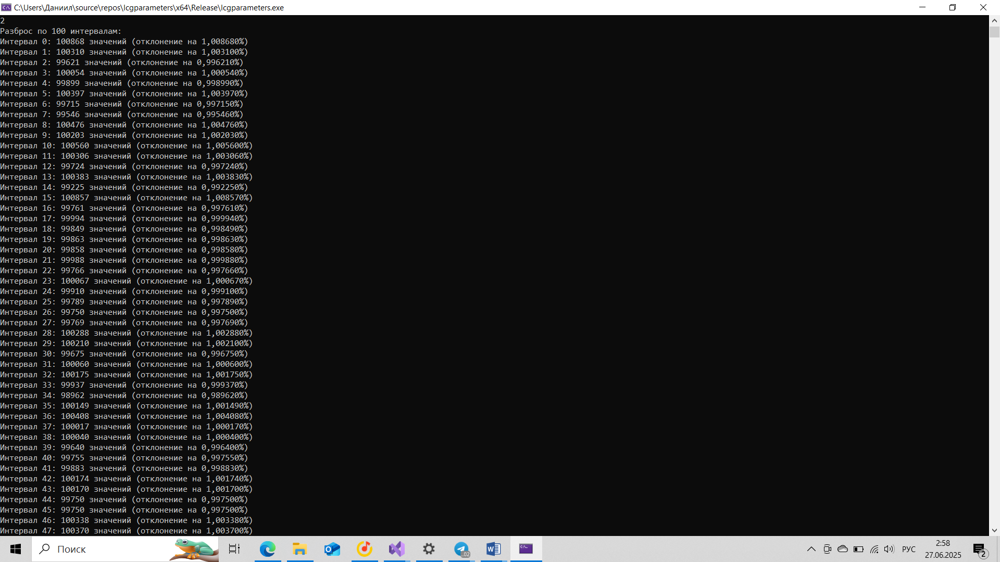 C:\Users\Даниил\source\repos\lcgparameters\x64\Release\lcgparameters.exe
2
Разброс по 100 интервалам:
Интервал 0: 100868 значений (отклонение на 1,008680%)
Интервал 1: 100310 значений (отклонение на 1,003100%)
Интервал 2: 99621 значений (отклонение на 0,996210%)
Интервал 3: 100054 значений (отклонение на 1,000540%)
Интервал 4: 99899 значений (отклонение на 0,998990%)
Интервал 5: 100397 значений (отклонение на 1,003970%)
Интервал 6: 99715 значений (отклонение на 0,997150%)
Интервал 7: 99546 значений (отклонение на 0,995460%)
Интервал 8: 100476 значений (отклонение на 1,004760%)
Интервал 9: 100203 значений (отклонение на 1,002030%)
Интервал 10: 100560 значений (отклонение на 1,005600%)
Интервал 11: 100306 значений (отклонение на 1,003060%)
Интервал 12: 99724 значений (отклонение на 0,997240%)
Интервал 13: 100383 значений (отклонение на 1,003830%)
Интервал 14: 99225 значений (отклонение на 0,992250%)
Интервал 15: 100857 значений (отклонение на 1,008570%)
Интервал 16: 99761 значений (отклонение на 0,997610%)
Интервал 17: 99994 значений (отклонение на 0,999940%)
Интервал 18: 99849 значений (отклонение на 0,998490%)
Интервал 19: 99863 значений (отклонение на 0,998630%)
Интервал 20: 99858 значений (отклонение на 0,998580%)
Интервал 21: 99988 значений (отклонение на 0,999880%)
Интервал 22: 99766 значений (отклонение на 0,997660%)
Интервал 23: 100067 значений (отклонение на 1,000670%)
Интервал 24: 99910 значений (отклонение на 0,999100%)
Интервал 25: 99789 значений (отклонение на 0,997890%)
Интервал 26: 99750 значений (отклонение на 0,997500%)
Интервал 27: 99769 значений (отклонение на 0,997690%)
Интервал 28: 100288 значений (отклонение на 1,002880%)
Интервал 29: 100210 значений (отклонение на 1,002100%)
Интервал 30: 99675 значений (отклонение на 0,996750%)
Интервал 31: 100060 значений (отклонение на 1,000600%)
Интервал 32: 100175 значений (отклонение на 1,001750%)
Интервал 33: 99937 значений (отклонение на 0,999370%)
Интервал 34: 98962 значений (отклонение на 0,989620%)
Интервал 35: 100149 значений (отклонение на 1,001490%)
Интервал 36: 100408 значений (отклонение на 1,004080%)
Интервал 37: 100017 значений (отклонение на 1,000170%)
Интервал 38: 100040 значений (отклонение на 1,000400%)
Интервал 39: 99640 значений (отклонение на 0,996400%)
Интервал 40: 99755 значений (отклонение на 0,997550%)
Интервал 41: 99883 значений (отклонение на 0,998830%)
Интервал 42: 100174 значений (отклонение на 1,001740%)
Интервал 43: 100170 значений (отклонение на 1,001700%)
Интервал 44: 99750 значений (отклонение на 0,997500%)
Интервал 45: 99750 значений (отклонение на 0,997500%)
Интервал 46: 100338 значений (отклонение на 1,003380%)
Интервал 47: 100370 значений (отклонение на 1,003700%)
Поиск
.02
РУС
2:58
27.06.2025
2